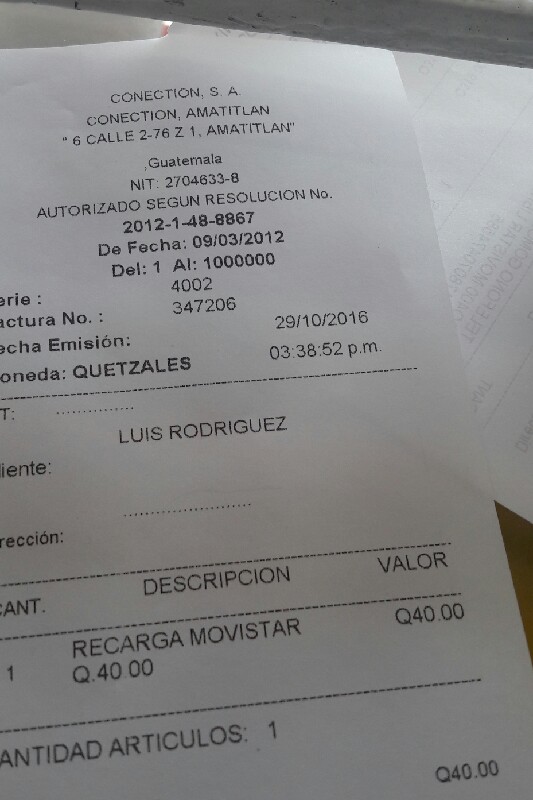 CONECTION, S. A.
CONECTION, AMATITLAN
" 6 CALLE 2-76 Z 1, AMATITLAN"
,Guatemala
NIT: 2704633-8
AUTORIZADO SEGUN RESOLUCION No.
2012-1-48-8867
De Fecha: 09/03/2012
Del: 1 Al: 1000000
erie : 4002
actura No. : 347206
echa Emisión: 29/10/2016
oneda: QUETZALES 03:38:52 p.m.
T: ...............
LUIS RODRIGUEZ
liente:
.........................
rección:
CANT. DESCRIPCION VALOR
1 RECARGA MOVISTAR Q40.00
Q.40.00
ANTIDAD ARTICULOS: 1
Q40.00